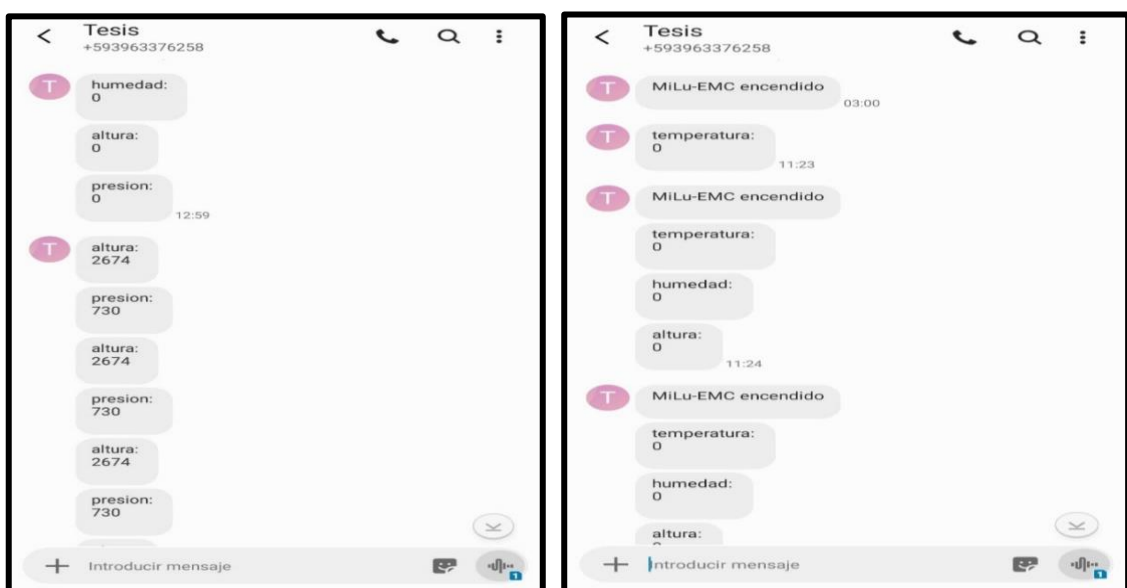 Tesis
+593963376258
T
humedad:
0
altura:
0
presion:
0
12:59
T
altura:
2674
presion:
730
altura:
2674
presion:
730
altura:
2674
presion:
730
Introducir mensaje
1
Tesis
+593963376258
T
MiLu-EMC encendido
03:00
T
temperatura:
0
11:23
T
MiLu-EMC encendido
temperatura:
0
humedad:
0
altura:
0
11:24
T
MiLu-EMC encendido
temperatura:
0
humedad:
0
altura:
Introducir mensaje
1